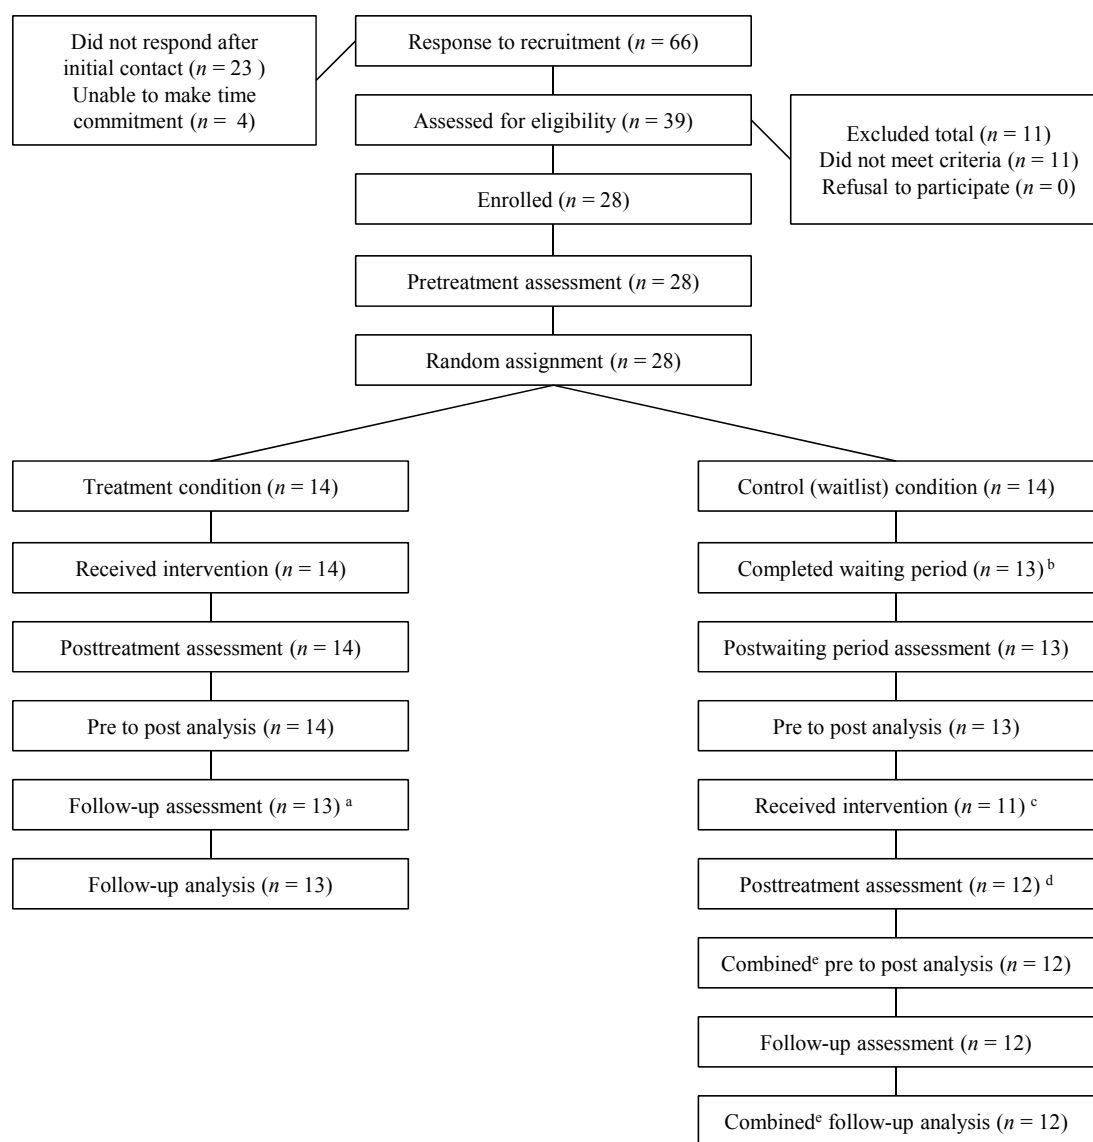 Did not respond after
initial contact (n = 23 )
Unable to make time
commitment (n = 4)
Response to recruitment (n = 66)
Assessed for eligibility (n = 39)
Excluded total (n = 11)
Did not meet criteria (n = 11)
Refusal to participate (n = 0)
Enrolled (n = 28)
Pretreatment assessment (n = 28)
Random assignment (n = 28)
Treatment condition (n = 14)
Received intervention (n = 14)
Posttreatment assessment (n = 14)
Pre to post analysis (n = 14)
Follow-up assessment (n = 13) a
Follow-up analysis (n = 13)
Control (waitlist) condition (n = 14)
Completed waiting period (n = 13) b
Postwaiting period assessment (n = 13)
Pre to post analysis (n = 13)
Received intervention (n = 11) c
Posttreatment assessment (n = 12) d
Combinede pre to post analysis (n = 12)
Follow-up assessment (n = 12)
Combinede follow-up analysis (n = 12)